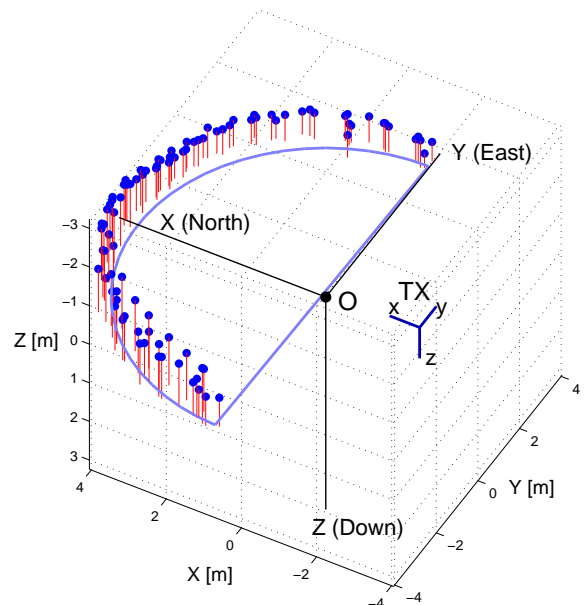 Y (East)
X (North)
O
TX
x
y
z
Z (Down)
−3
−2
−1
0
1
2
3
Z [m]
4
2
0
−2
−4
X [m]
−4
−2
0
2
4
Y [m]